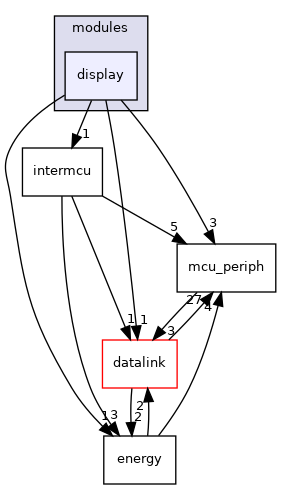 modules
display
1
intermcu
5
3
mcu_periph
27
1
1
3
4
datalink
2
2
1
3
energy